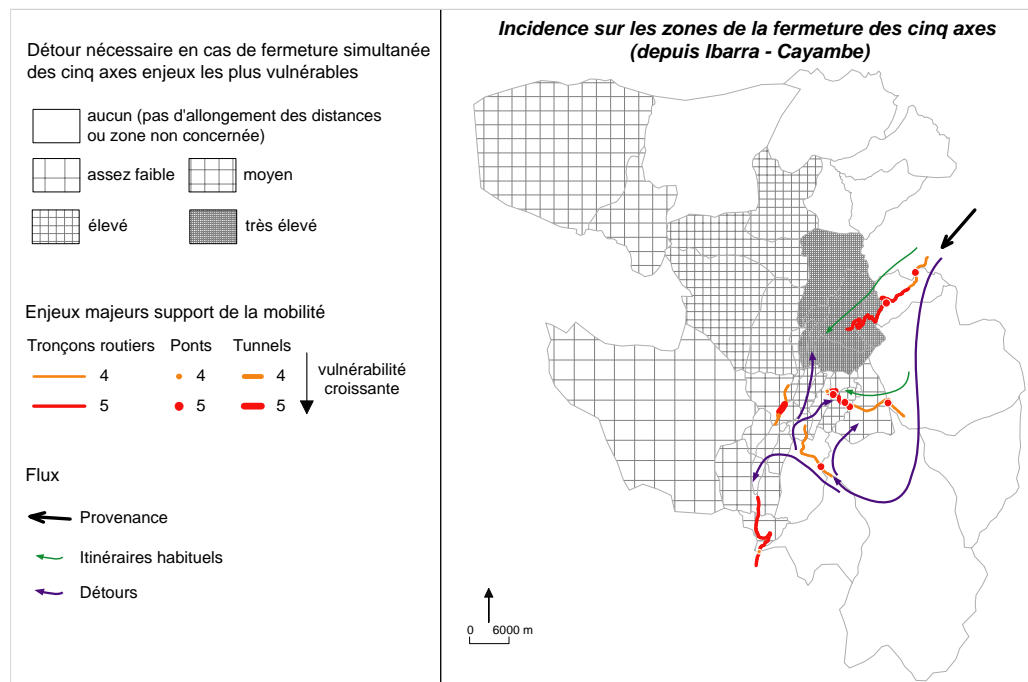 Détour nécessaire en cas de fermeture simultanée
des cinq axes enjeux les plus vulnérables
aucun (pas d'allongement des distances
ou zone non concernée)
assez faible
moyen
élevé
très élevé
Enjeux majeurs support de la mobilité
Tronçons routiers Ponts Tunnels
4 4 4
5 5 5
vulnérabilité
croissante
Flux
Provenance
Itinéraires habituels
Détours
Incidence sur les zones de la fermeture des cinq axes
(depuis Ibarra - Cayambe)
0 6000 m